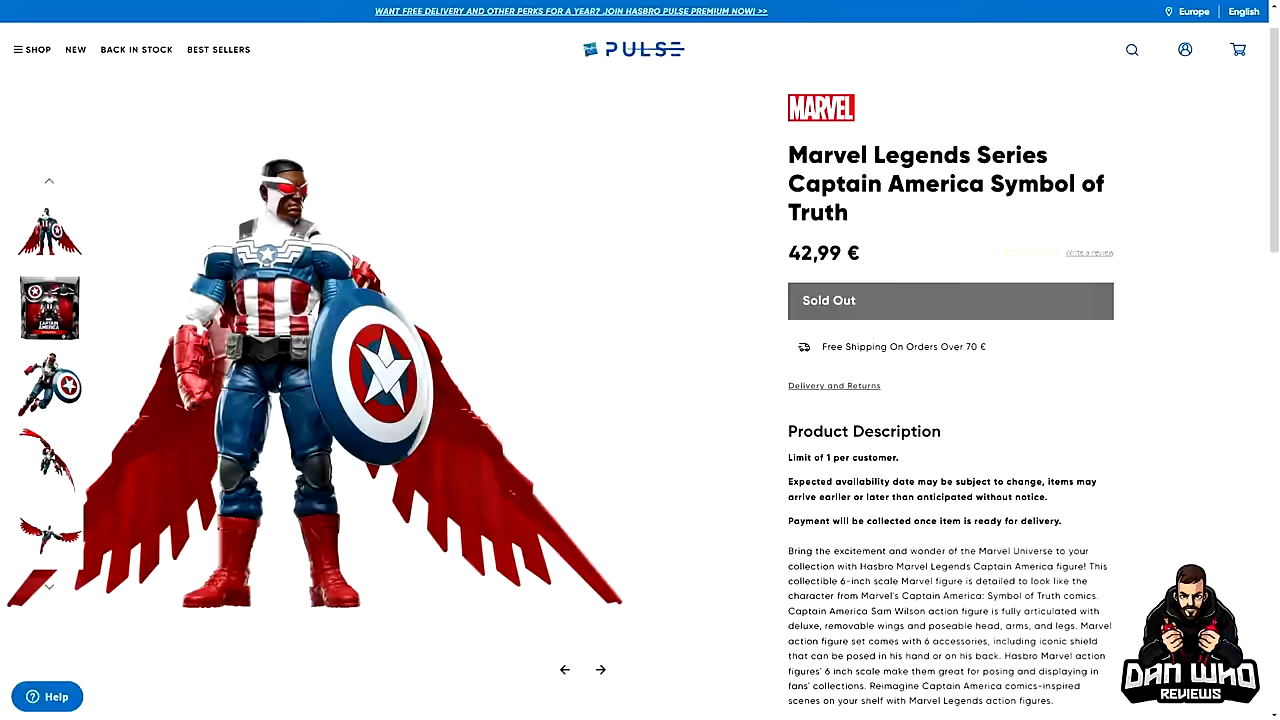 WANT FREE DELIVERY AND OTHER PERKS FOR A YEAR? JOIN HASBRO PULSE PREMIUM NOW! >>
Europe
English
SHOP
NEW
BACK IN STOCK
BEST SELLERS
PULSE
MARVEL
Marvel Legends Series
Captain America Symbol of
Truth
42,99 €
Write a review
Sold Out
Free Shipping On Orders Over 70 €
Delivery and Returns
Product Description
Limit of 1 per customer.
Expected availability date may be subject to change, items may
arrive earlier or later than anticipated without notice.
Payment will be collected once item is ready for delivery.
Bring the excitement and wonder of the Marvel Universe to your
collection with Hasbro Marvel Legends Captain America figure! This
collectible 6-inch scale Marvel figure is detailed to look like the
character from Marvel's Captain America: Symbol of Truth comics.
Captain America Sam Wilson action figure is fully articulated with
deluxe, removable wings and poseable head, arms, and legs. Marvel
action figure set comes with 6 accessories, including iconic shield
that can be posed in his hand or on his back. Hasbro Marvel action
figures' 6 inch scale make them great for posing and displaying in
fans' collections. Reimagine Captain America comics-inspired
scenes on your shelf with Marvel Legends action figures.
Help
DAN WHO
REVIEWS